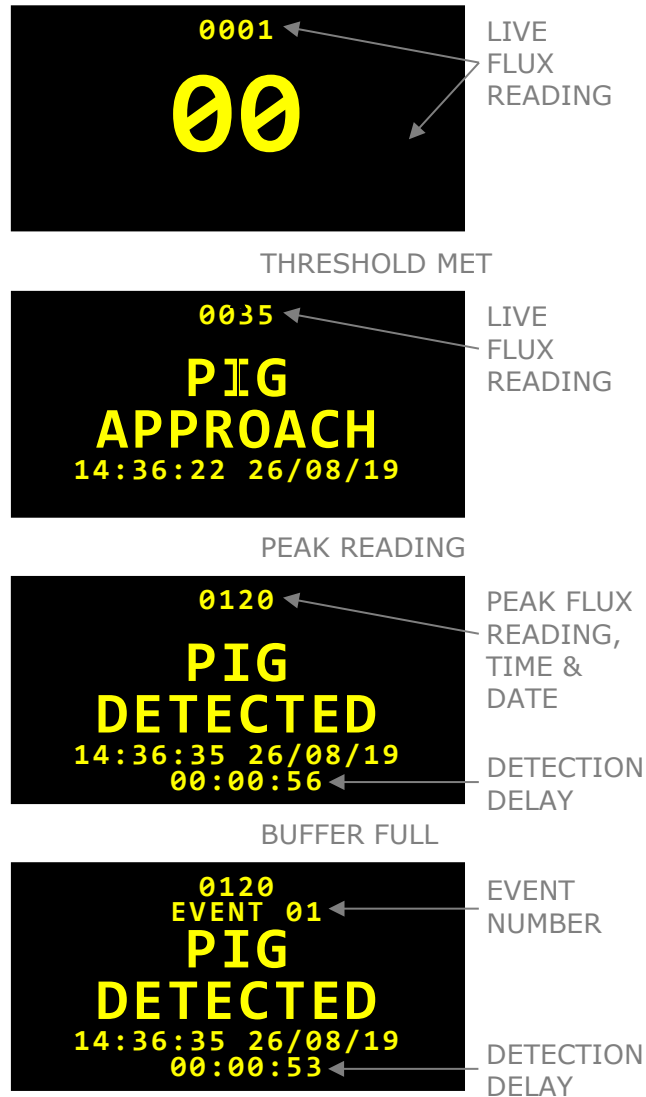 0001
LIVE
FLUX
READING
00
THRESHOLD MET
0035
LIVE
FLUX
READING
PIG
APPROACH
14:36:22 26/08/19
PEAK READING
0120
PEAK FLUX
READING,
TIME &
DATE
PIG
DETECTED
14:36:35 26/08/19
00:00:56
DETECTION
DELAY
BUFFER FULL
0120
EVENT 01
EVENT
NUMBER
PIG
DETECTED
14:36:35 26/08/19
00:00:53
DETECTION
DELAY